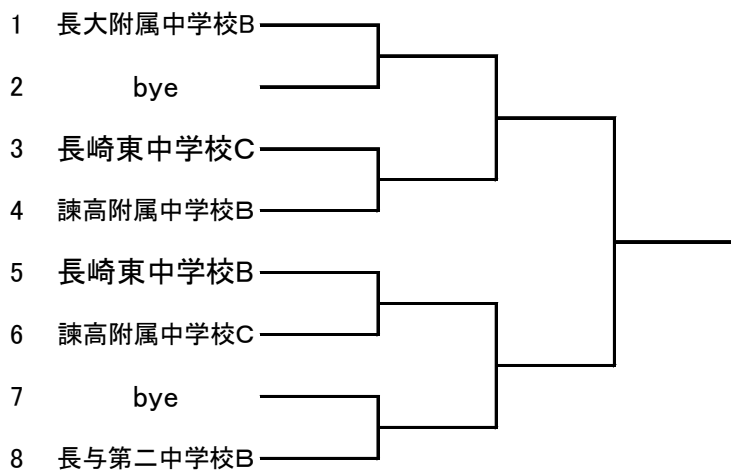 1 長大附属中学校B
2 bye
3 長崎東中学校C
4 諫高附属中学校B
5 長崎東中学校B
6 諫高附属中学校C
7 bye
8 長与第二中学校B